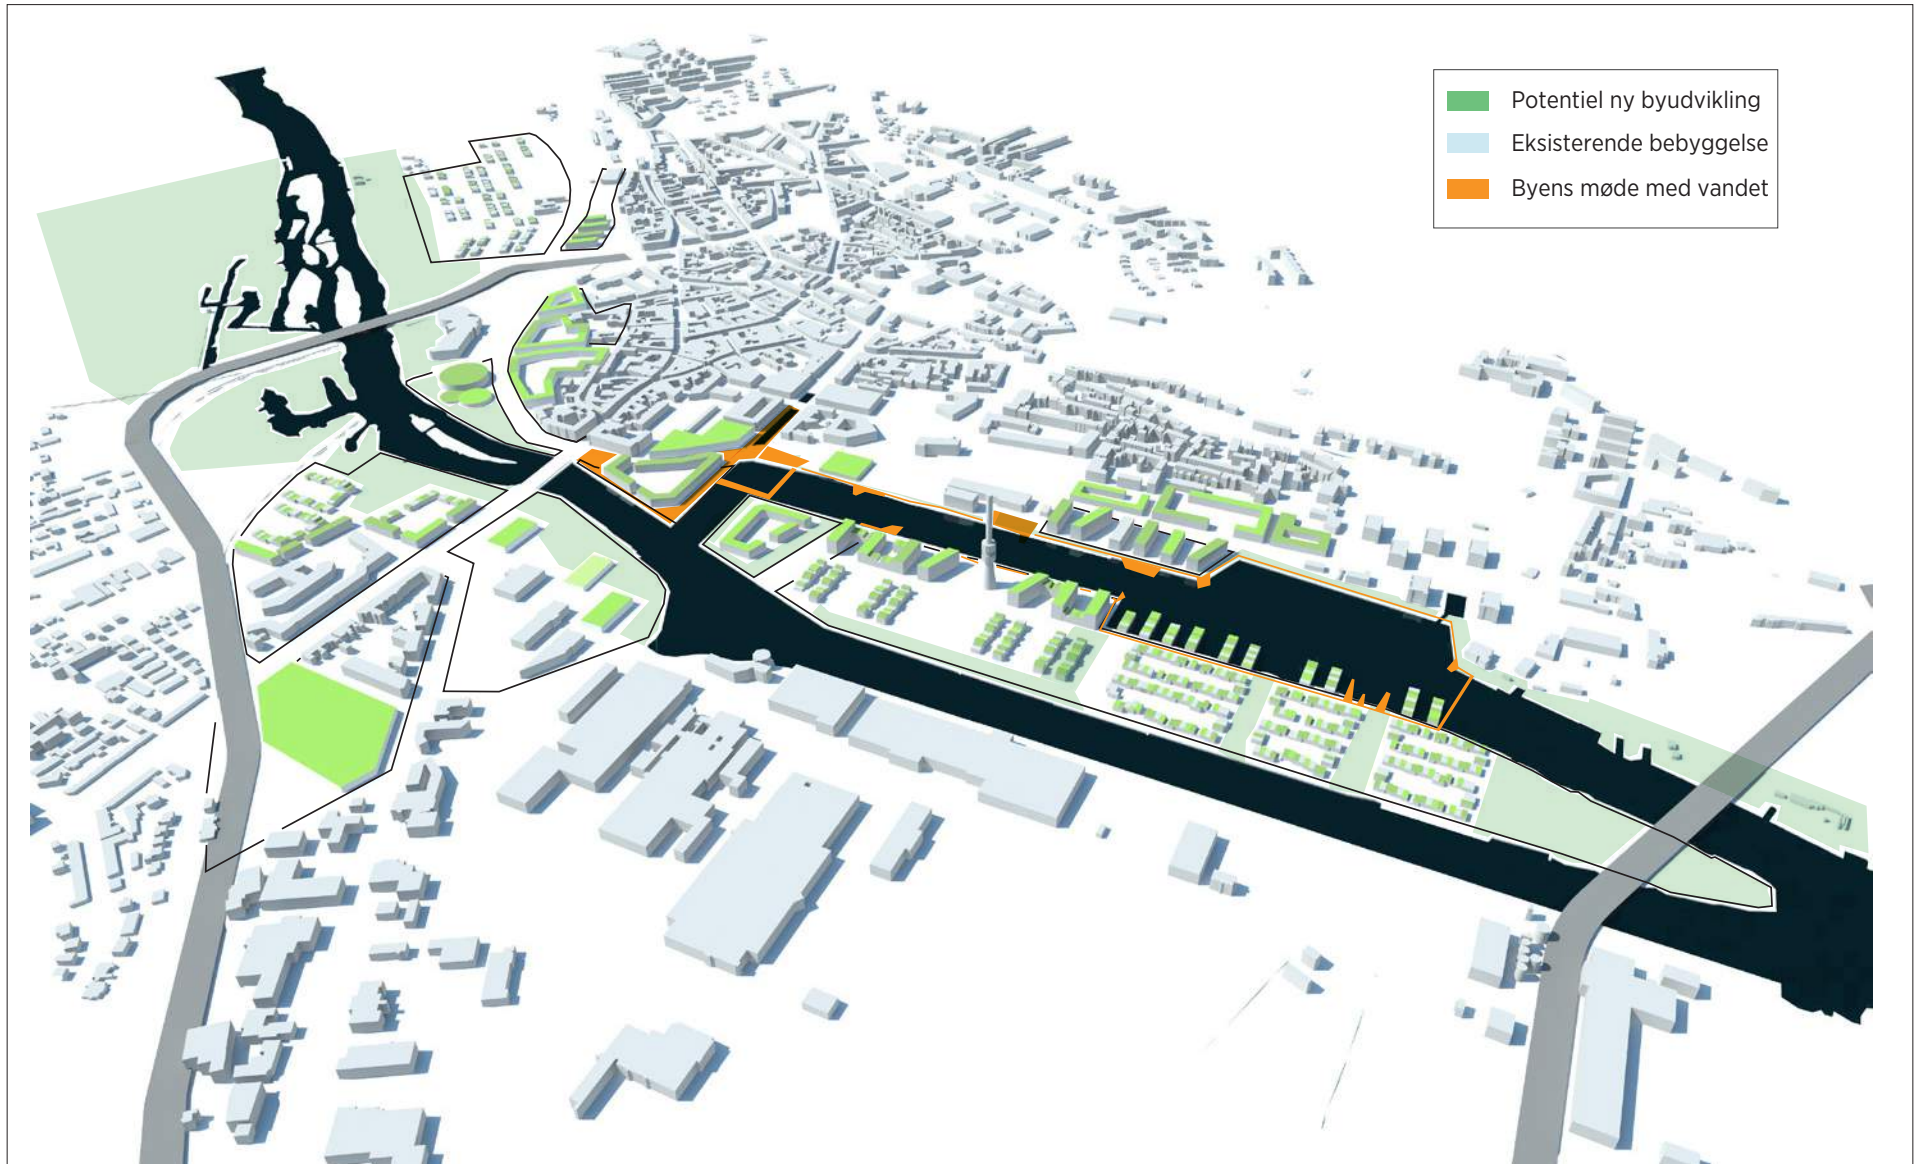 Potentiel ny byudvikling
Eksisterende bebyggelse
Byens møde med vandet